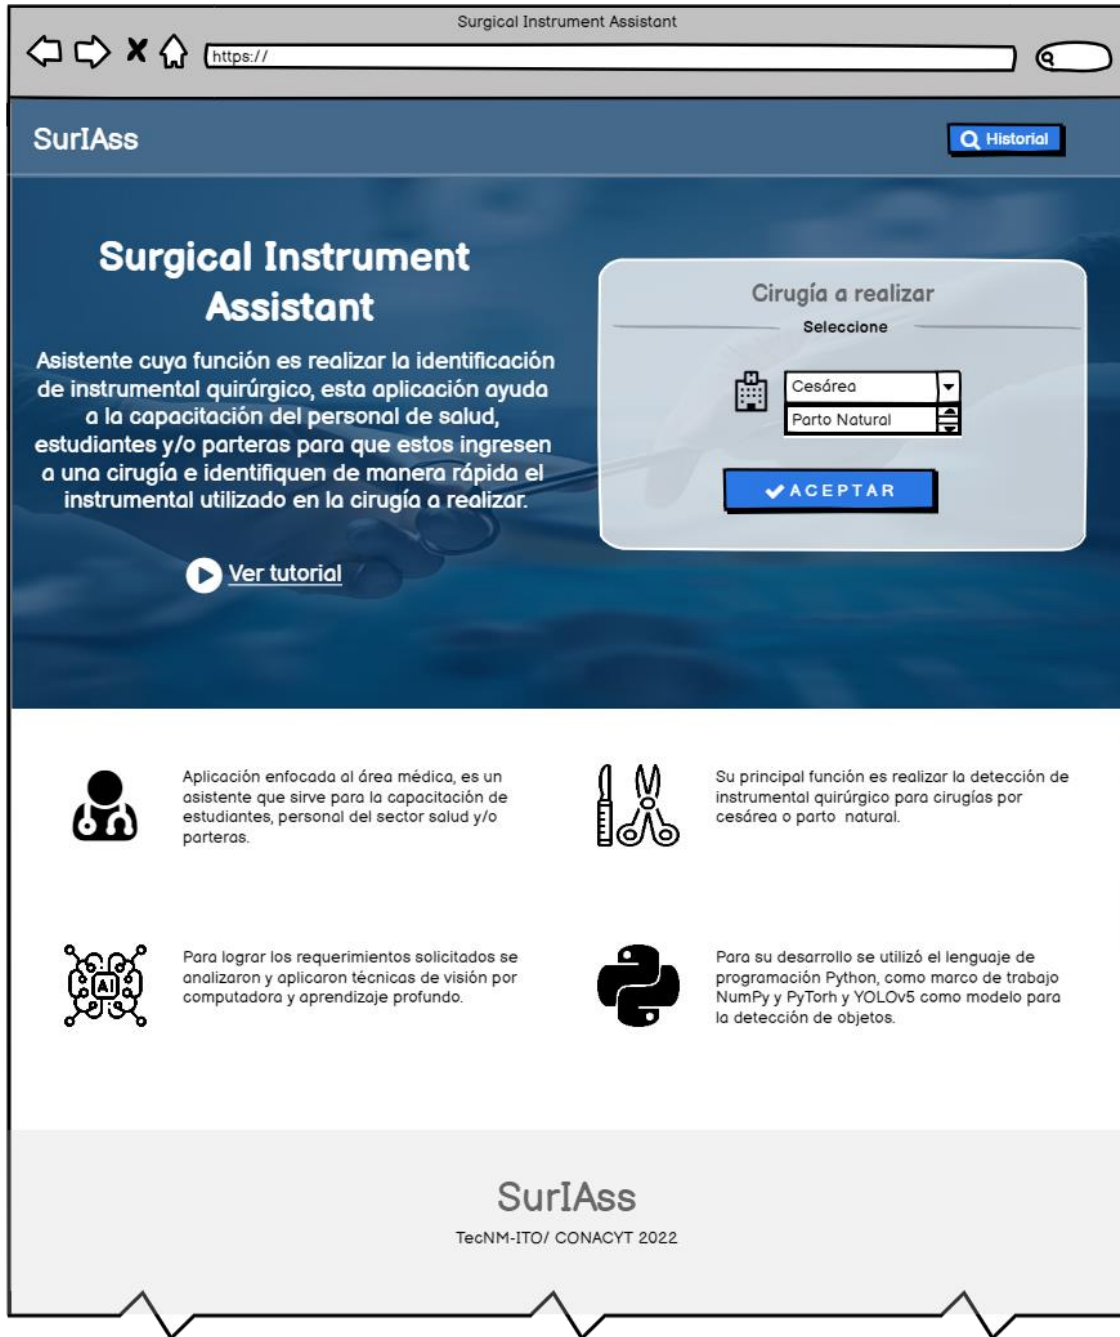 Surgical Instrument Assistant
https://
SurIAss
Historial
Surgical Instrument
Assistant
Asistente cuya función es realizar la identificación
de instrumental quirúrgico, esta aplicación ayuda
a la capacitación del personal de salud,
estudiantes y/o parteras para que estos ingresen
a una cirugía e identifiquen de manera rápida el
instrumental utilizado en la cirugía a realizar.
Ver tutorial
Cirugía a realizar
Seleccione
Cesárea
Parto Natural
ACEPTAR
Aplicación enfocada al área médica, es un
asistente que sirve para la capacitación de
estudiantes, personal del sector salud y/o
parteras.
Su principal función es realizar la detección de
instrumental quirúrgico para cirugías por
cesárea o parto natural.
Para lograr los requerimientos solicitados se
analizaron y aplicaron técnicas de visión por
computadora y aprendizaje profundo.
AI
Para su desarrollo se utilizó el lenguaje de
programación Python, como marco de trabajo
NumPy y PyTorh y YOLOv5 como modelo para
la detección de objetos.
SurIAss
TecNM-ITO/ CONACYT 2022